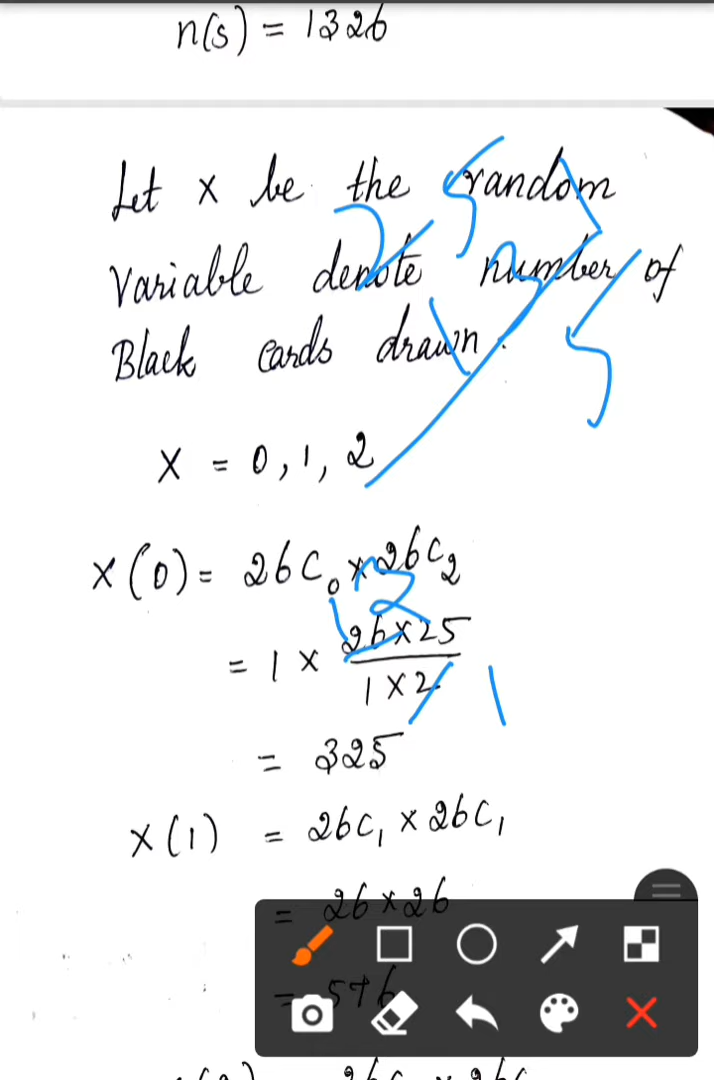 n(s) = 1326
Let x be the random
Variable denote number of
Black cards drawn.
X = 0, 1, 2
X(0) = 26C₀ × 26C₂
= 1 × 26×25 / 1×2
= 325
X(1) = 26C₁ × 26C₁
= 26 × 26
= 576